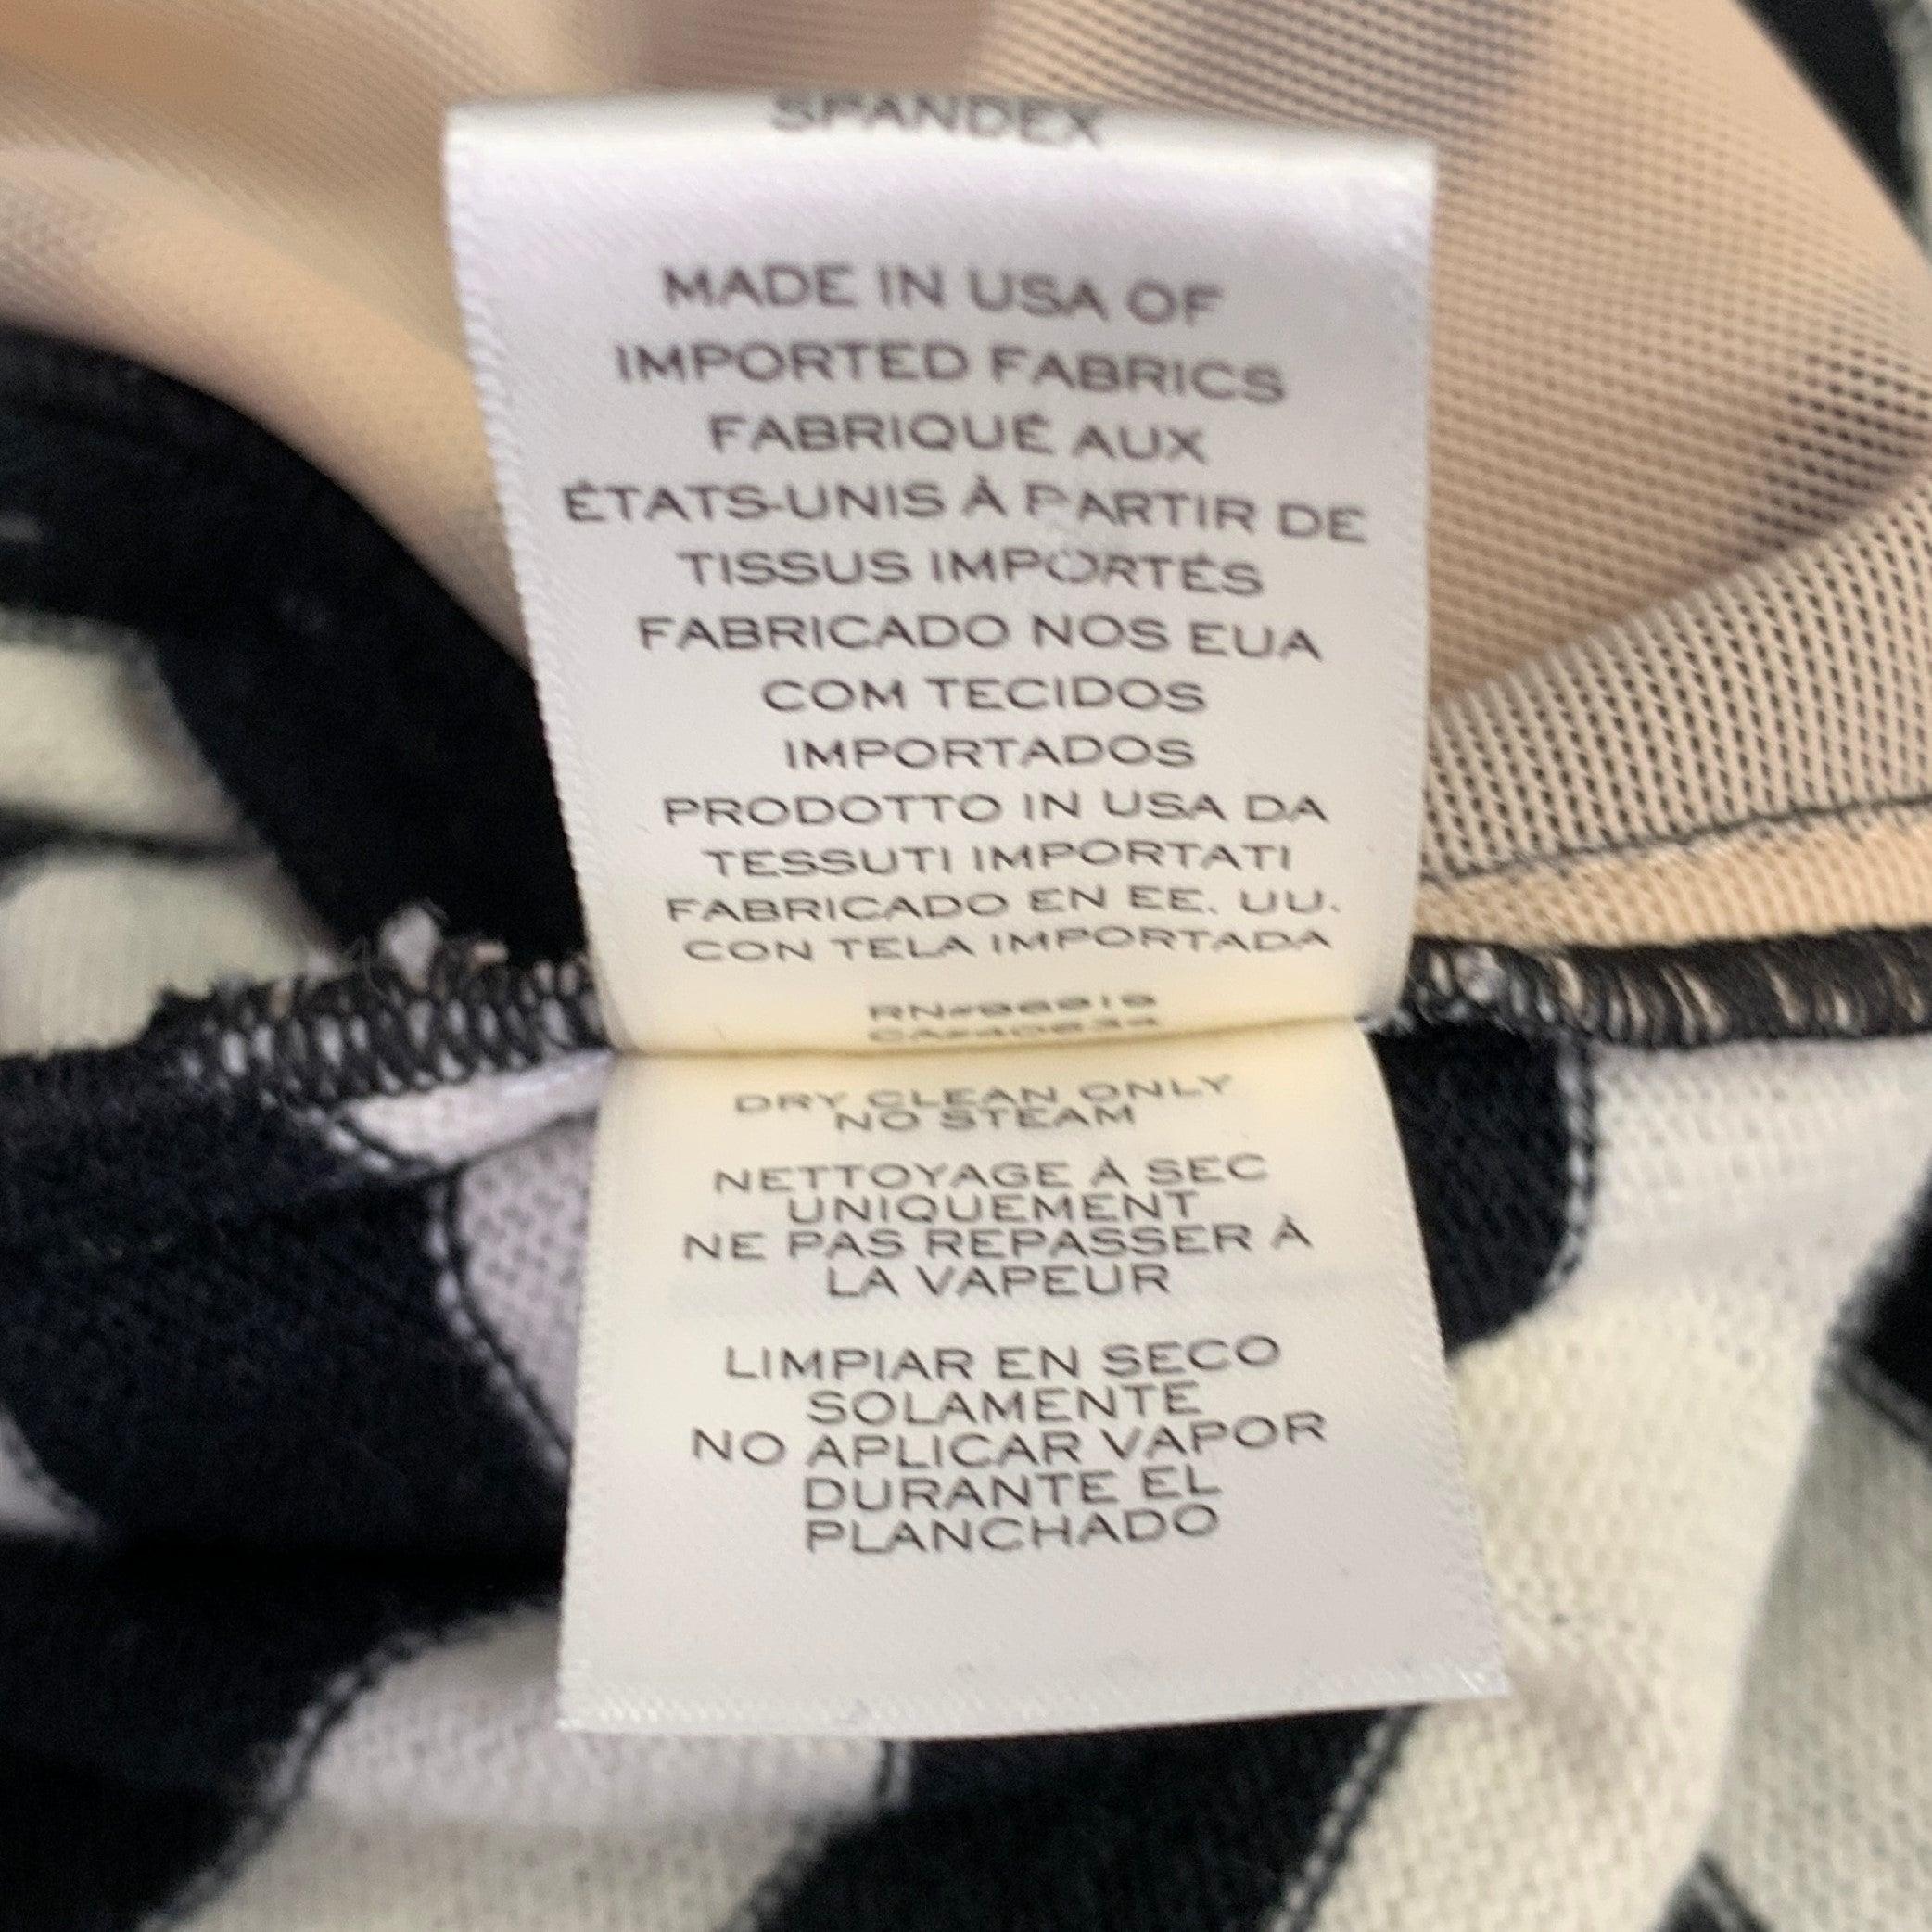 SPANDEX
MADE IN USA OF
IMPORTED FABRICS
FABRIQUÉ AUX
ÉTATS-UNIS À PARTIR DE
TISSUS IMPORTÉS
FABRICADO NOS EUA
COM TECIDOS
IMPORTADOS
PRODOTTO IN USA DA
TESSUTI IMPORTATI
FABRICADO EN EE. UU.
CON TELA IMPORTADA
DRY CLEAN ONLY
NO STEAM
NETTOYAGE À SEC
UNIQUEMENT
NE PAS REPASSER À
LA VAPEUR
LIMPIAR EN SECO
SOLAMENTE
NO APLICAR VAPOR
DURANTE EL
PLANCHADO